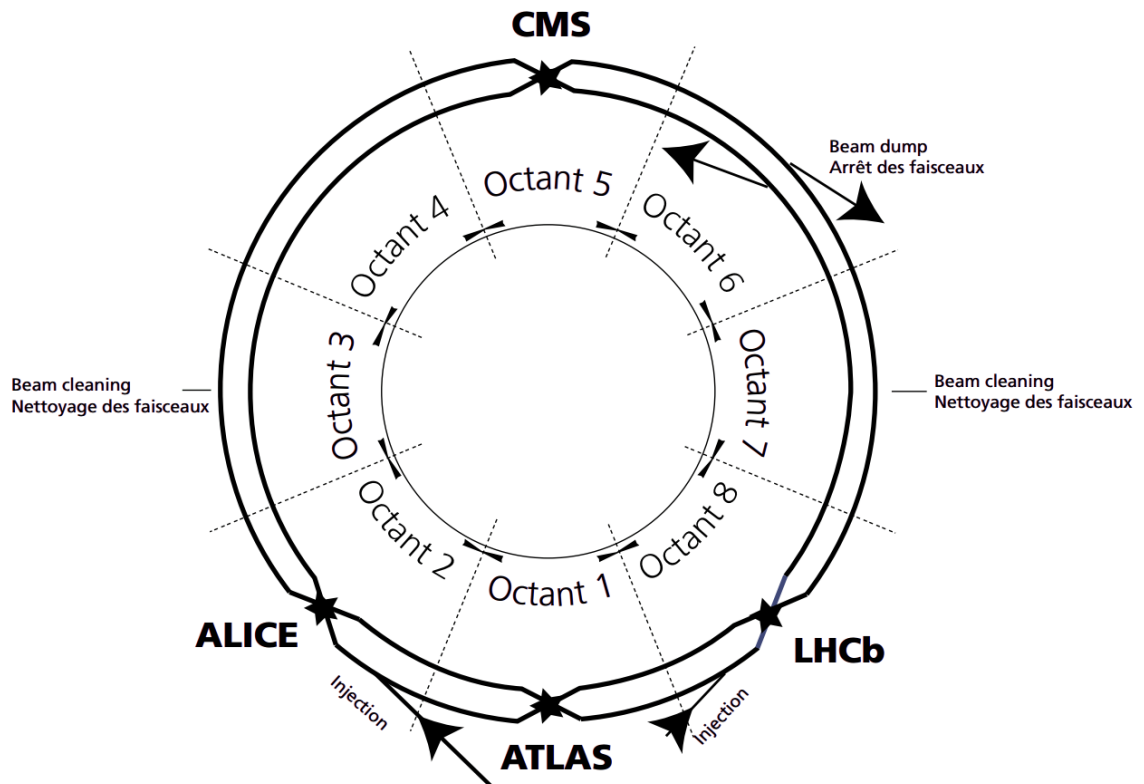 CMS
Beam dump
Arrêt des faisceaux
Octant 5
Octant 4
Octant 6
Octant 3
Octant 7
Beam cleaning
Nettoyage des faisceaux
Beam cleaning
Nettoyage des faisceaux
Octant 2
Octant 8
Octant 1
ALICE
LHCb
Injection
Injection
ATLAS